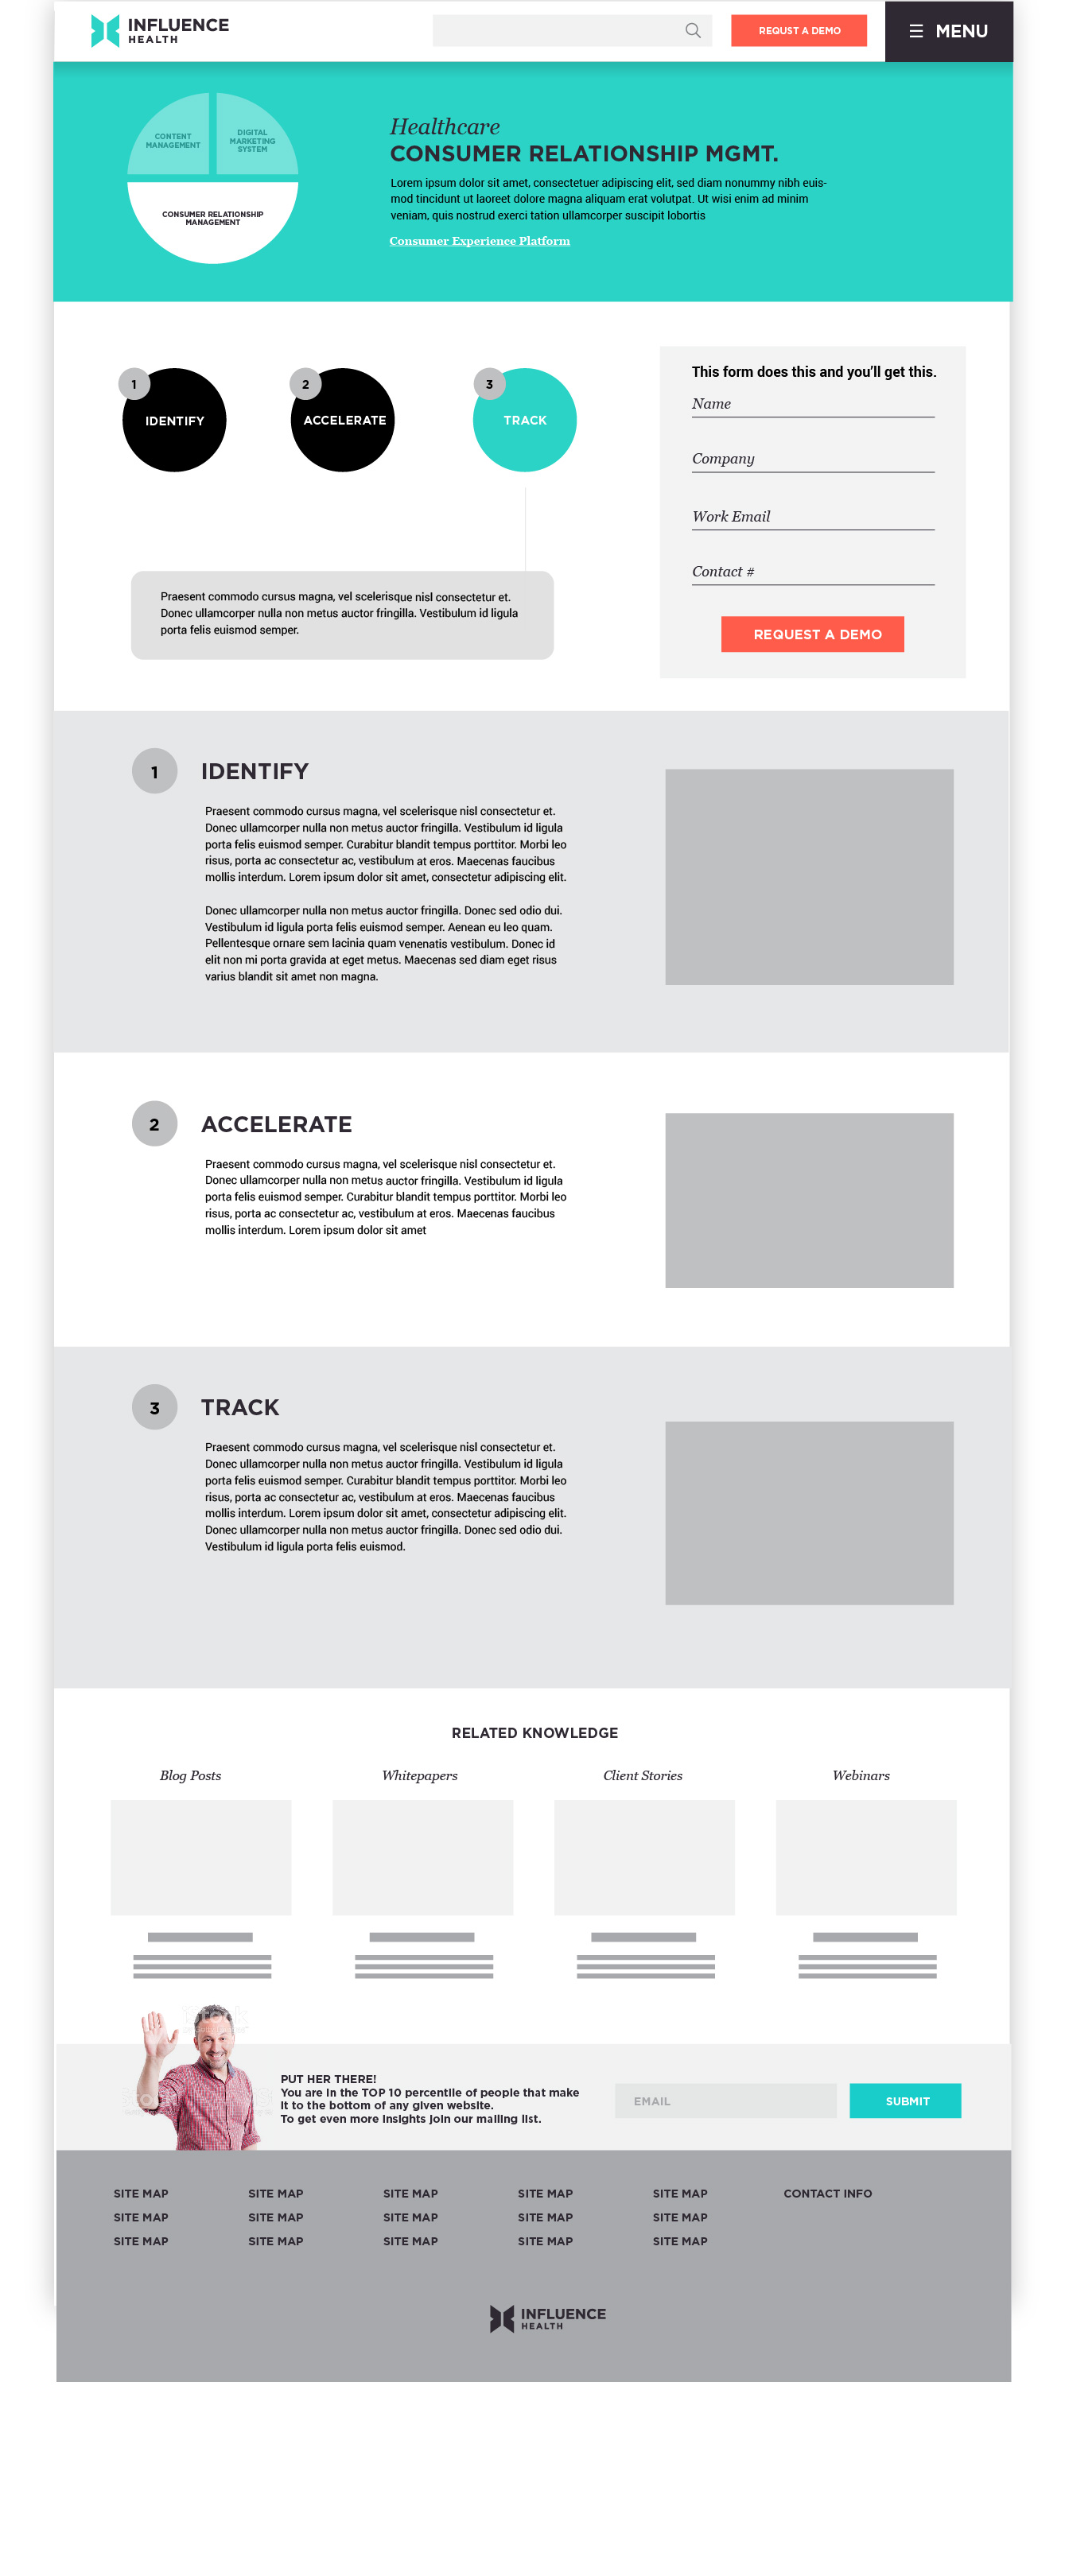 INFLUENCE
HEALTH
REQUST A DEMO
☰ MENU
CONTENT
MANAGEMENT
DIGITAL
MARKETING
SYSTEM
CONSUMER RELATIONSHIP
MANAGEMENT
Healthcare
CONSUMER RELATIONSHIP MGMT.
Lorem ipsum dolor sit amet, consectetuer adipiscing elit, sed diam nonummy nibh euis-
mod tincidunt ut laoreet dolore magna aliquam erat volutpat. Ut wisi enim ad minim
veniam, quis nostrud exerci tation ullamcorper suscipit lobortis
Consumer Experience Platform
1
IDENTIFY
2
ACCELERATE
3
TRACK
Praesent commodo cursus magna, vel scelerisque nisl consectetur et.
Donec ullamcorper nulla non metus auctor fringilla. Vestibulum id ligula
porta felis euismod semper.
This form does this and you’ll get this.
Name
Company
Work Email
Contact #
REQUEST A DEMO
1
IDENTIFY
Praesent commodo cursus magna, vel scelerisque nisl consectetur et.
Donec ullamcorper nulla non metus auctor fringilla. Vestibulum id ligula
porta felis euismod semper. Curabitur blandit tempus porttitor. Morbi leo
risus, porta ac consectetur ac, vestibulum at eros. Maecenas faucibus
mollis interdum. Lorem ipsum dolor sit amet, consectetur adipiscing elit.
Donec ullamcorper nulla non metus auctor fringilla. Donec sed odio dui.
Vestibulum id ligula porta felis euismod semper. Aenean eu leo quam.
Pellentesque ornare sem lacinia quam venenatis vestibulum. Donec id
elit non mi porta gravida at eget metus. Maecenas sed diam eget risus
varius blandit sit amet non magna.
2
ACCELERATE
Praesent commodo cursus magna, vel scelerisque nisl consectetur et.
Donec ullamcorper nulla non metus auctor fringilla. Vestibulum id ligula
porta felis euismod semper. Curabitur blandit tempus porttitor. Morbi leo
risus, porta ac consectetur ac, vestibulum at eros. Maecenas faucibus
mollis interdum. Lorem ipsum dolor sit amet
3
TRACK
Praesent commodo cursus magna, vel scelerisque nisl consectetur et.
Donec ullamcorper nulla non metus auctor fringilla. Vestibulum id ligula
porta felis euismod semper. Curabitur blandit tempus porttitor. Morbi leo
risus, porta ac consectetur ac, vestibulum at eros. Maecenas faucibus
mollis interdum. Lorem ipsum dolor sit amet, consectetur adipiscing elit.
Donec ullamcorper nulla non metus auctor fringilla. Donec sed odio dui.
Vestibulum id ligula porta felis euismod.
RELATED KNOWLEDGE
Blog Posts
Whitepapers
Client Stories
Webinars
PUT HER THERE!
You are in the TOP 10 percentile of people that make
it to the bottom of any given website.
To get even more insights join our mailing list.
EMAIL
SUBMIT
SITE MAP SITE MAP SITE MAP SITE MAP SITE MAP CONTACT INFO
SITE MAP SITE MAP SITE MAP SITE MAP SITE MAP
SITE MAP SITE MAP SITE MAP SITE MAP SITE MAP
INFLUENCE
HEALTH